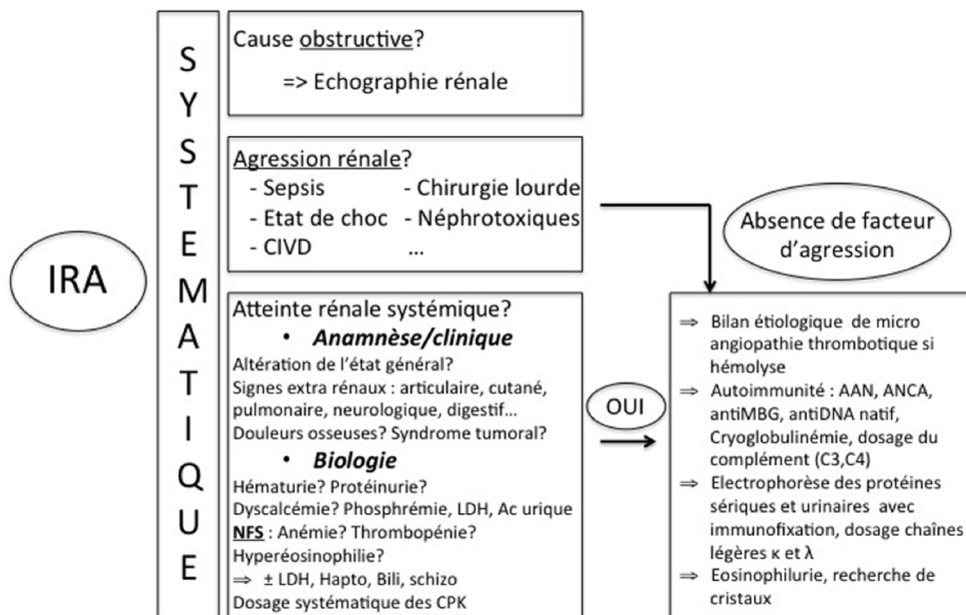 IRA
SYSTEMATIQUE
Cause obstructive?
=> Echographie rénale
Agression rénale?
- Sepsis - Chirurgie lourde
- Etat de choc - Néphrotoxiques
- CIVD ...
Absence de facteur
d'agression
Atteinte rénale systémique?
• Anamnèse/clinique
Altération de l'état général?
Signes extra rénaux : articulaire, cutané,
pulmonaire, neurologique, digestif...
Douleurs osseuses? Syndrome tumoral?
• Biologie
Hématurie? Protéinurie?
Dyscalcémie? Phosphrémie, LDH, Ac urique
NFS : Anémie? Thrombopénie?
Hyperéosinophilie?
⇒ ± LDH, Hapto, Bili, schizo
Dosage systématique des CPK
OUI
⇒ Bilan étiologique de micro
angiopathie thrombotique si
hémolyse
⇒ Autoimmunité : AAN, ANCA,
antiMBG, antiDNA natif,
Cryoglobulinémie, dosage du
complément (C3,C4)
⇒ Electrophorèse des protéines
sériques et urinaires avec
immunofixation, dosage chaînes
légères κ et λ
⇒ Eosinophilurie, recherche de
cristaux